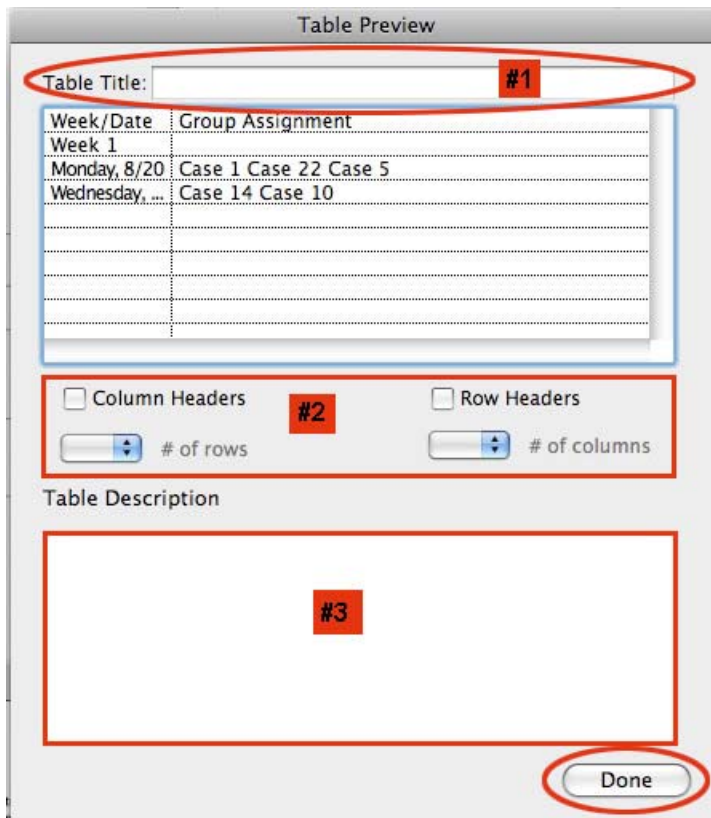 Table Preview
Table Title: #1
Week/Date Group Assignment
Week 1
Monday, 8/20 Case 1 Case 22 Case 5
Wednesday, ... Case 14 Case 10
Column Headers #2 Row Headers
# of rows # of columns
Table Description
#3
Done